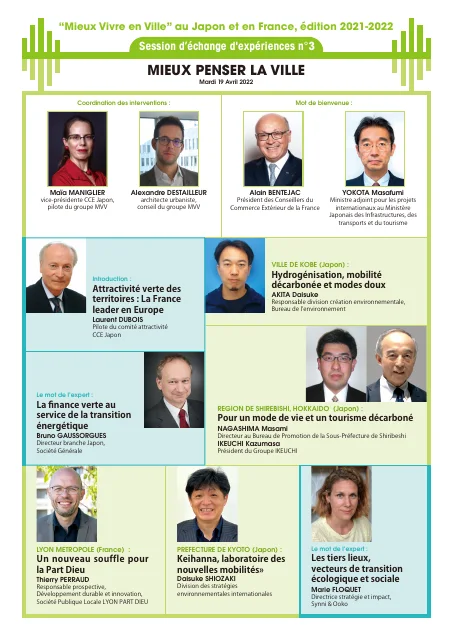 “Mieux Vivre en Ville” au Japon et en France, édition 2021-2022
Session d’échange d’expériences n°3
MIEUX PENSER LA VILLE
Mardi 19 Avril 2022
Coordination des interventions :
Maïa MANIGLIER
vice-présidente CCE Japon,
pilote du groupe MVV
Alexandre DESTAILLEUR
architecte urbaniste,
conseil du groupe MVV
Mot de bienvenue :
Alain BENTEJAC
Président des Conseillers du
Commerce Extérieur de la France
YOKOTA Masafumi
Ministre adjoint pour les projets
internationaux au Ministère
Japonais des Infrastructures, des
transports et du tourisme
Introduction :
Attractivité verte des
territoires : La France
leader en Europe
Laurent DUBOIS
Pilote du comité attractivité
CCE Japon
VILLE DE KOBE (Japon) :
Hydrogénisation, mobilité
décarbonée et modes doux
AKITA Daisuke
Responsable division création environnementale,
Bureau de l’environnement
Le mot de l’expert :
La finance verte au
service de la transition
énergétique
Bruno GAUSSORGUES
Directeur branche Japon,
Société Générale
REGION DE SHIREBISHI, HOKKAIDO (Japon) :
Pour un mode de vie et un tourisme décarboné
NAGASHIMA Masami
Directeur au Bureau de Promotion de la Sous-Préfecture de Shiribeshi
IKEUCHI Kazumasa
Président du Groupe IKEUCHI
LYON METROPOLE (France) :
Un nouveau souffle pour
la Part Dieu
Thierry PERRAUD
Responsable prospective,
Développement durable et innovation,
Société Publique Locale LYON PART DIEU
PREFECTURE DE KYOTO (Japon) :
Keihanna, laboratoire des
nouvelles mobilités»
Daisuke SHIOZAKI
Division des stratégies
environnementales internationales
Le mot de l’expert :
Les tiers lieux,
vecteurs de transition
écologique et sociale
Marie FLOQUET
Directrice stratégie et impact,
Synni & Ooko